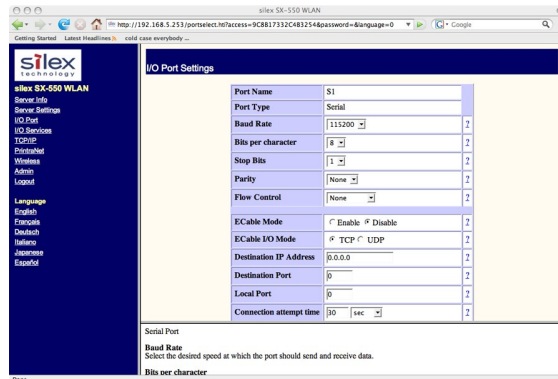 silex SX-550 WLAN
http://192.168.5.253/portselect.htl?access=9C8817332C483254&password=&language=0
Google
Getting Started Latest Headlines cold case everybody ...
silex
technology
silex SX-550 WLAN
Server Info
Server Settings
I/O Port
I/O Services
TCP/IP
PrintraNet
Wireless
Admin
Logout
Language
English
Français
Deutsch
Italiano
Japanese
Español
I/O Port Settings
Port Name S1
Port Type Serial
Baud Rate 115200 ?
Bits per character 8 ?
Stop Bits 1 ?
Parity None ?
Flow Control None ?
ECable Mode Enable Disable ?
ECable I/O Mode TCP UDP ?
Destination IP Address 0.0.0.0 ?
Destination Port 0 ?
Local Port 0 ?
Connection attempt time 30 sec ?
Serial Port
Baud Rate
Select the desired speed at which the port should send and receive data.
Bits per character